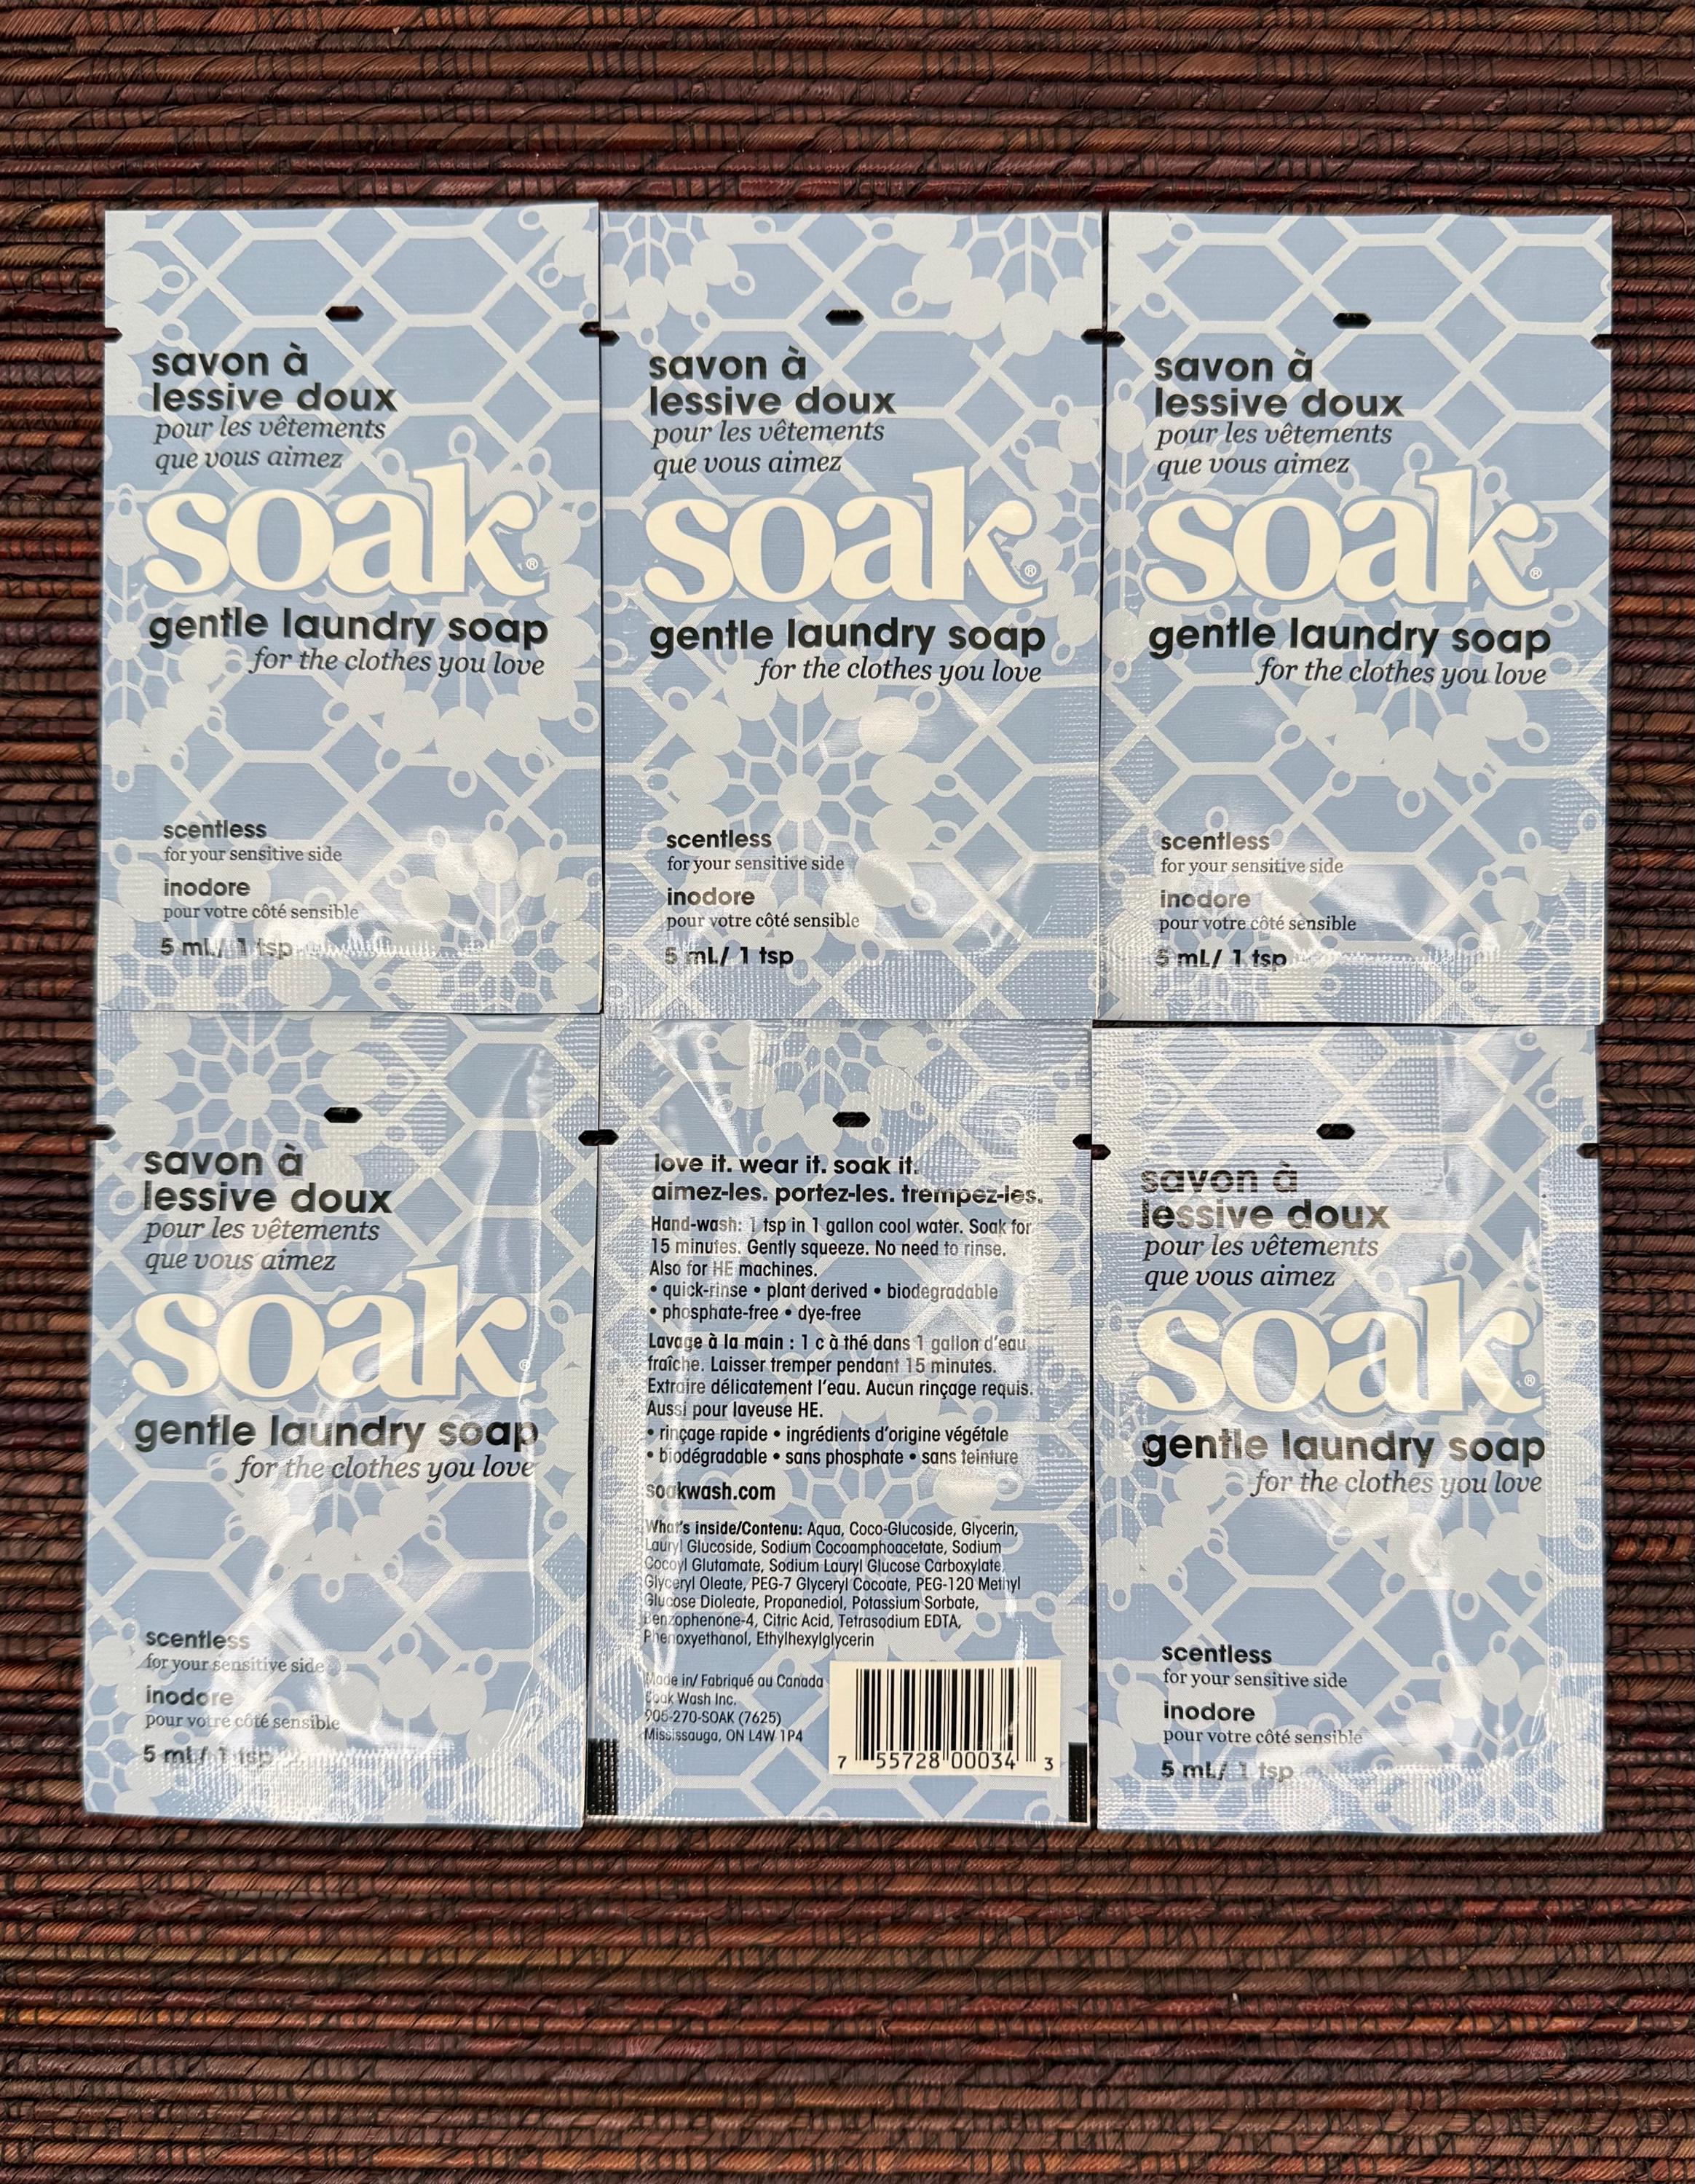 savon à
lessive doux
pour les vêtements
que vous aimez
soak®
gentle laundry soap
for the clothes you love
scentless
for your sensitive side
inodore
pour votre côté sensible
5 mL/ 1 tsp
savon à
lessive doux
pour les vêtements
que vous aimez
soak®
gentle laundry soap
for the clothes you love
scentless
for your sensitive side
inodore
pour votre côté sensible
5 mL/ 1 tsp
savon à
lessive doux
pour les vêtements
que vous aimez
soak®
gentle laundry soap
for the clothes you love
scentless
for your sensitive side
inodore
pour votre côté sensible
5 mL/ 1 tsp
savon à
lessive doux
pour les vêtements
que vous aimez
soak®
gentle laundry soap
for the clothes you love
scentless
for your sensitive side
inodore
pour votre côté sensible
5 mL/ 1 tsp
love it. wear it. soak it.
aimez-les. portez-les. trempez-les.
Hand-wash: 1 tsp in 1 gallon cool water. Soak for
15 minutes. Gently squeeze. No need to rinse.
Also for HE machines.
• quick-rinse • plant derived • biodegradable
• phosphate-free • dye-free
Lavage à la main : 1 c à thé dans 1 gallon d'eau
fraîche. Laisser tremper pendant 15 minutes.
Extraire délicatement l'eau. Aucun rinçage requis.
Aussi pour laveuse HE.
• rinçage rapide • ingrédients d'origine végétale
• biodégradable • sans phosphate • sans teinture
soakwash.com
What's inside/Contenu: Aqua, Coco-Glucoside, Glycerin,
Lauryl Glucoside, Sodium Cocoamphoacetate, Sodium
Cocoyl Glutamate, Sodium Lauryl Glucose Carboxylate,
Glyceryl Oleate, PEG-7 Glyceryl Cocoate, PEG-120 Methyl
Glucose Dioleate, Propanediol, Potassium Sorbate,
Benzophenone-4, Citric Acid, Tetrasodium EDTA,
Phenoxyethanol, Ethylhexylglycerin
Made in/ Fabriqué au Canada
Soak Wash Inc.
905-270-SOAK (7625)
Mississauga, ON L4W 1P4
7 55728 00034 3
savon à
lessive doux
pour les vêtements
que vous aimez
soak®
gentle laundry soap
for the clothes you love
scentless
for your sensitive side
inodore
pour votre côté sensible
5 mL/ 1 tsp